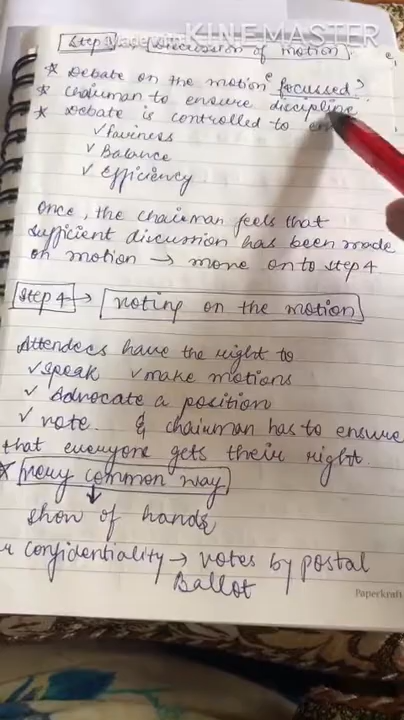 Made with KINEMASTER
Step 3 → Discussion of motion
* Debate on the motion focussed?
* Chairman to ensure discipline
* Debate is controlled to
✓ fairness
✓ Balance
✓ Efficiency
Once, the chairman feels that
sufficient discussion has been made
on motion → move onto step 4.
Step 4 → Voting on the motion
Attendees have the right to
✓ speak ✓ make motions
✓ Advocate a position
✓ vote. & chairman has to ensure
that everyone gets their right.
* very common way
↓
show of hands
confidentiality → votes by postal
Ballot
Paperkraft